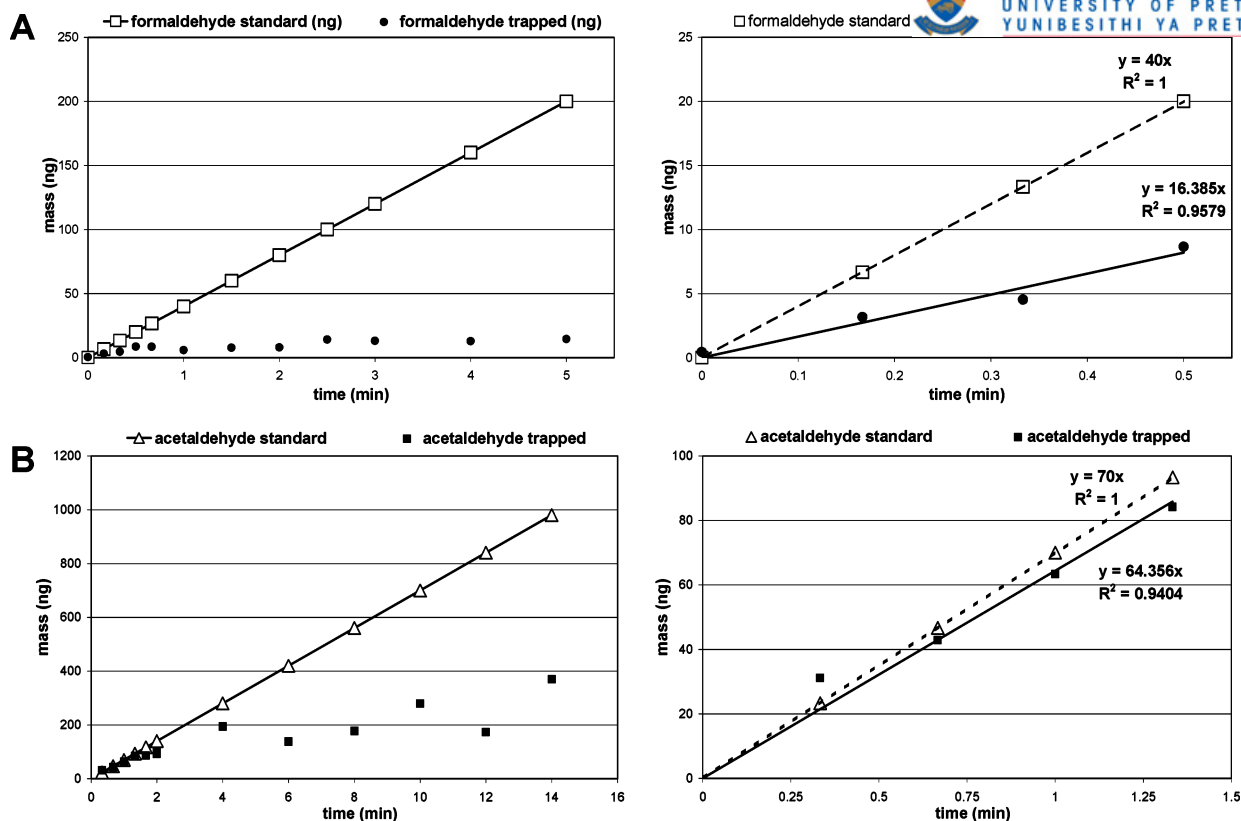 A
formaldehyde standard (ng) formaldehyde trapped (ng)
250
200
150
100
50
0
mass (ng)
0 1 2 3 4 5
time (min)
formaldehyde standard
UNIVERSITY OF PRET
YUNIBESITHI YA PRET
25
20
15
10
5
0
mass (ng)
y = 40x
R² = 1
y = 16.385x
R² = 0.9579
0 0.1 0.2 0.3 0.4 0.5
time (min)
B
acetaldehyde standard acetaldehyde trapped
1200
1000
800
600
400
200
0
mass (ng)
0 2 4 6 8 10 12 14 16
time (min)
acetaldehyde standard acetaldehyde trapped
100
80
60
40
20
0
mass (ng)
y = 70x
R² = 1
y = 64.356x
R² = 0.9404
0 0.25 0.5 0.75 1 1.25 1.5
time (min)